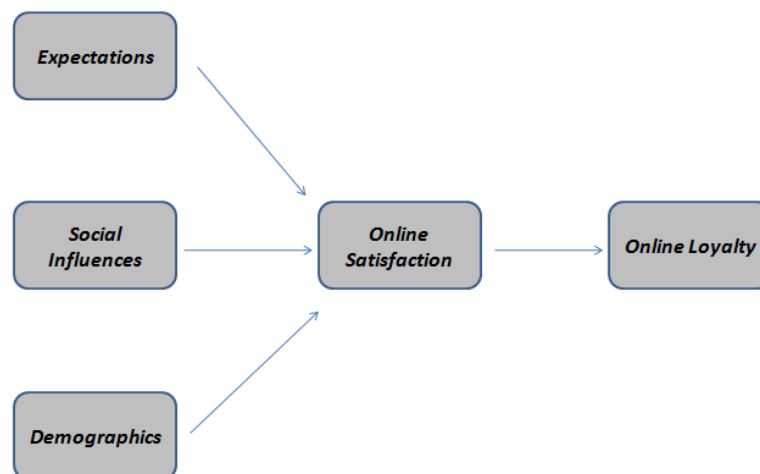 Expectations
Social
Influences
Online
Satisfaction
Online Loyalty
Demographics